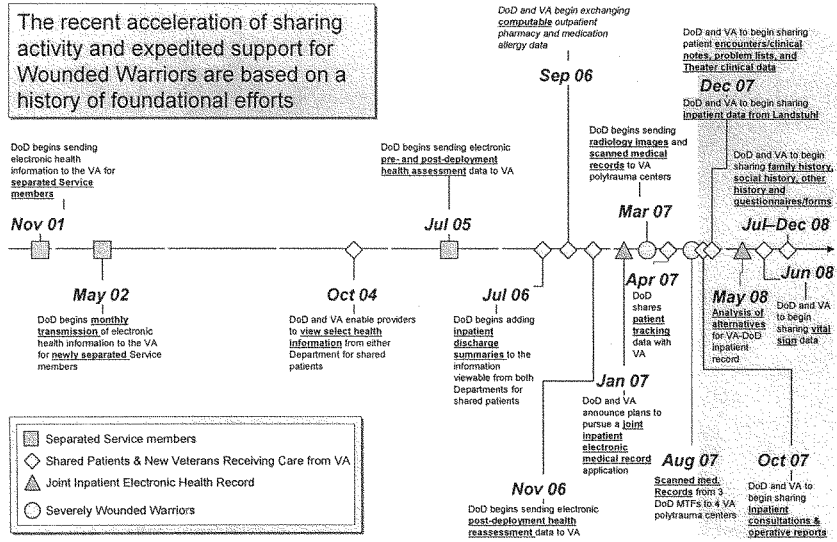 The recent acceleration of sharing
activity and expedited support for
Wounded Warriors are based on a
history of foundational efforts
DoD and VA begin exchanging
computable outpatient
pharmacy and medication
allergy data
Sep 06
DoD and VA to begin sharing
patient encounters/clinical
notes, problem lists, and
Theater clinical data
Dec 07
DoD and VA to begin sharing
inpatient data from Landstuhl
DoD begins sending
electronic health
information to the VA for
separated Service
members
Nov 01
DoD begins sending electronic
pre- and post-deployment
health assessment data to VA
Jul 05
DoD begins sending
radiology images and
scanned medical
records to VA
polytrauma centers
Mar 07
DoD and VA to begin
sharing family history,
social history, other
history and
questionnaires/forms
Jul–Dec 08
May 02
DoD begins monthly
transmission of electronic
health information to the VA
for newly separated Service
members
Oct 04
DoD and VA enable providers
to view select health
information from either
Department for shared
patients
Jul 06
DoD begins adding
inpatient
discharge
summaries to the
information
viewable from both
Departments for
shared patients
Apr 07
DoD
shares
patient
tracking
data with
VA
May 08
Analysis of
alternatives
for VA-DoD
inpatient
record
Jun 08
DoD and VA
to begin
sharing vital
sign data
Jan 07
DoD and VA
announce plans to
pursue a joint
inpatient
electronic
medical record
application
Nov 06
DoD begins sending electronic
post-deployment health
reassessment data to VA
Aug 07
Scanned med.
Records from 3
DoD MTFs to 4 VA
polytrauma centers
Oct 07
DoD and VA to
begin sharing
Inpatient
consultations &
operative reports
Separated Service members
Shared Patients & New Veterans Receiving Care from VA
Joint Inpatient Electronic Health Record
Severely Wounded Warriors